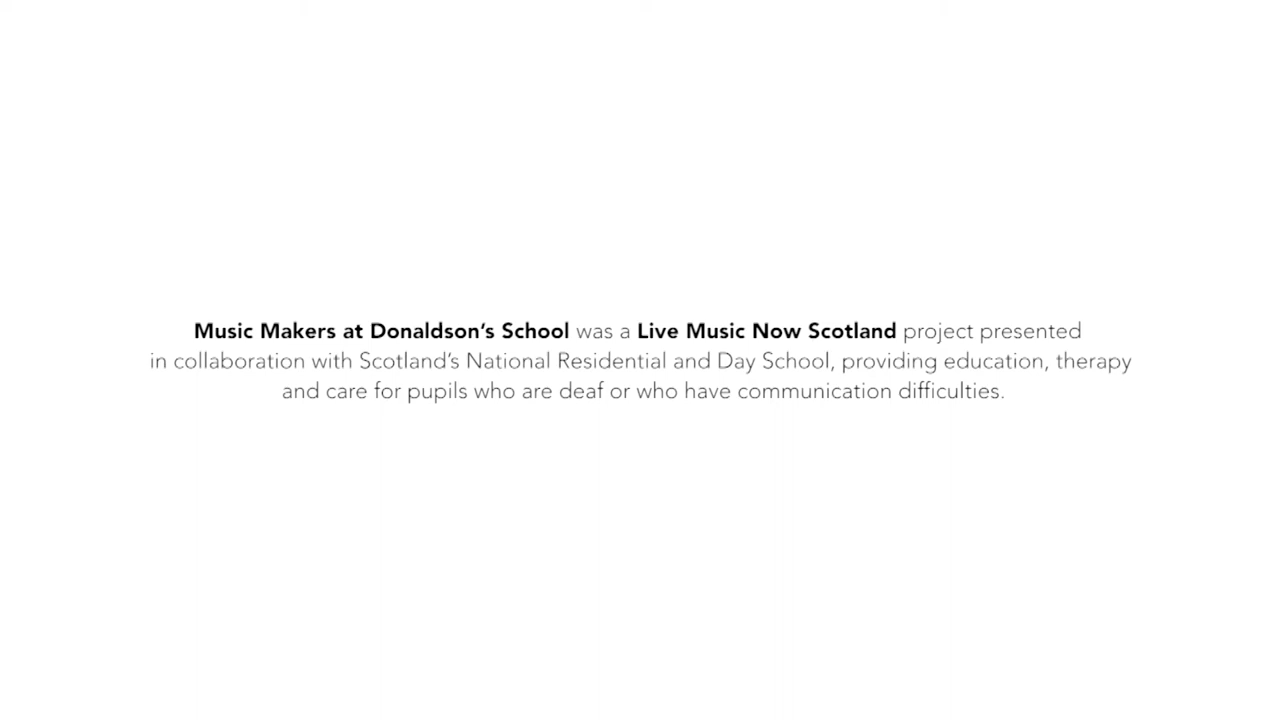 Music Makers at Donaldson’s School was a Live Music Now Scotland project presented
in collaboration with Scotland’s National Residential and Day School, providing education, therapy
and care for pupils who are deaf or who have communication difficulties.